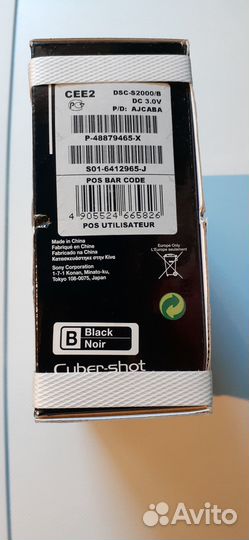 CEE2 DSC-S2000/B
DC 3.0V
P/D: AJCABA
P-48879465-X
S01-6412965-J
POS BAR CODE
4 905524 665826
POS UTILISATEUR
Made in China
Fabriqué en Chine
Fabricado na China
Κατασκευάστηκε στην Κίνα
Sony Corporation
1-7-1 Konan, Minato-ku,
Tokyo 108-0075, Japan
Europe Only
B Black
Noir
Cyber-shot
Avito